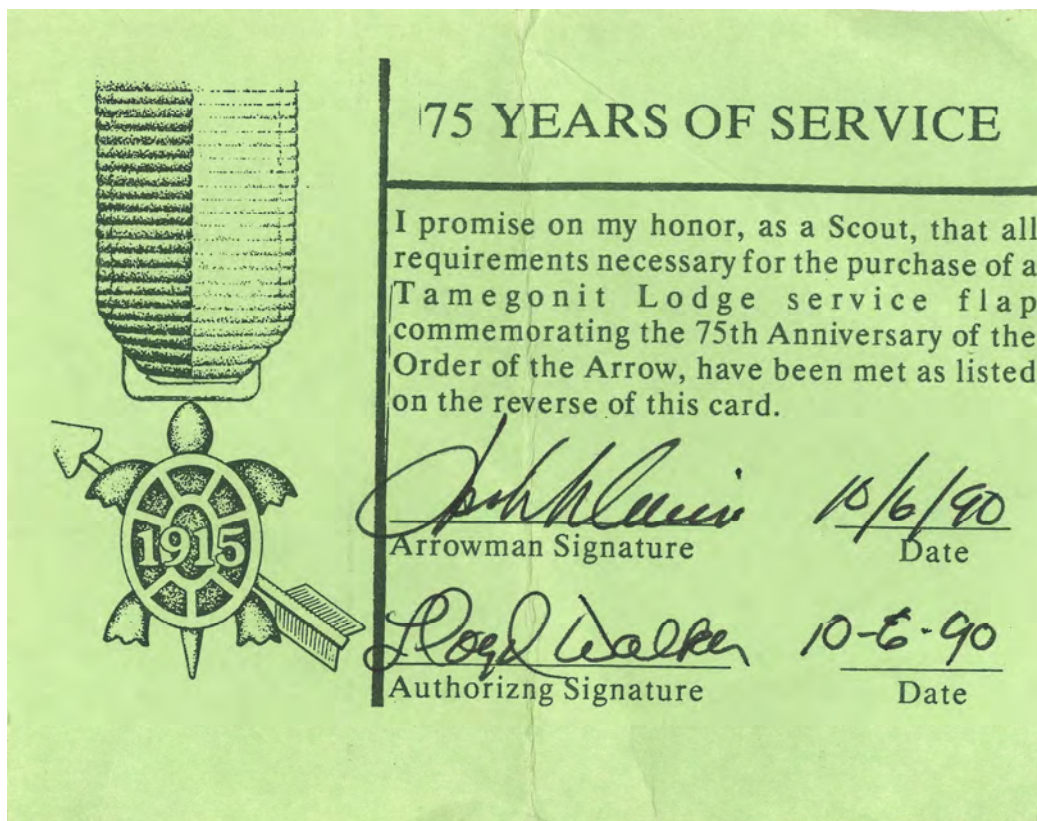 75 YEARS OF SERVICE
I promise on my honor, as a Scout, that all
requirements necessary for the purchase of a
Tamegonit Lodge service flap
commemorating the 75th Anniversary of the
Order of the Arrow, have been met as listed
on the reverse of this card.
10/6/90
Arrowman Signature Date
1915
Lloyd Walker 10-6-90
Authorizng Signature Date